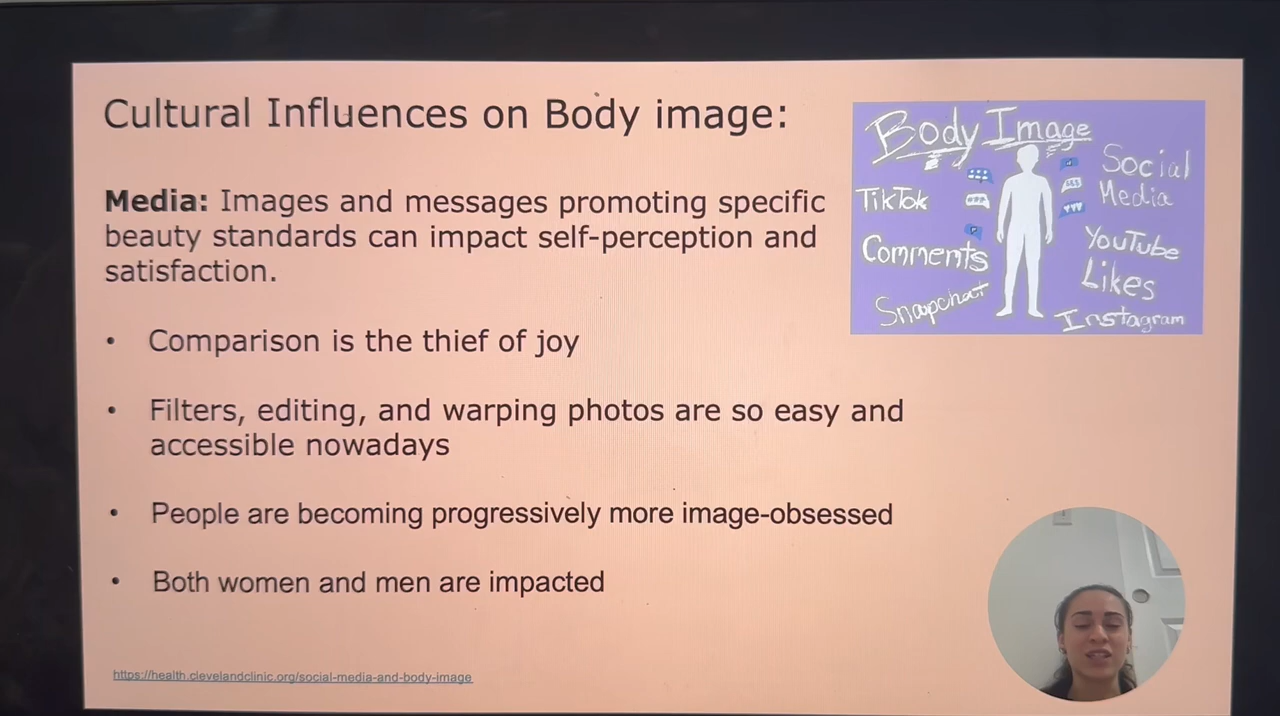 Cultural Influences on Body image:
Media: Images and messages promoting specific
beauty standards can impact self-perception and
satisfaction.
• Comparison is the thief of joy
• Filters, editing, and warping photos are so easy and
accessible nowadays
• People are becoming progressively more image-obsessed
• Both women and men are impacted
https://health.clevelandclinic.org/social-media-and-body-image
Body Image
TikTok
Comments
Snapchat
Social
Media
YouTube
Likes
Instagram